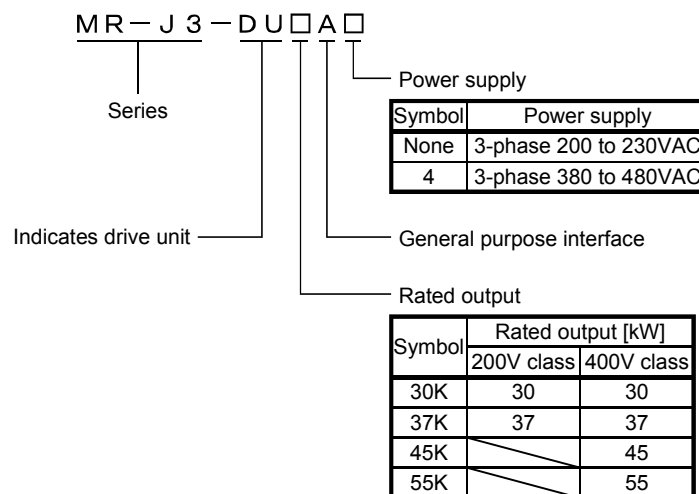 MR-J3-DU□A□
Series
Power supply
Symbol Power supply
None 3-phase 200 to 230VAC
4 3-phase 380 to 480VAC
Indicates drive unit
General purpose interface
Rated output
Symbol Rated output [kW]
200V class 400V class
30K 30 30
37K 37 37
45K 45
55K 55